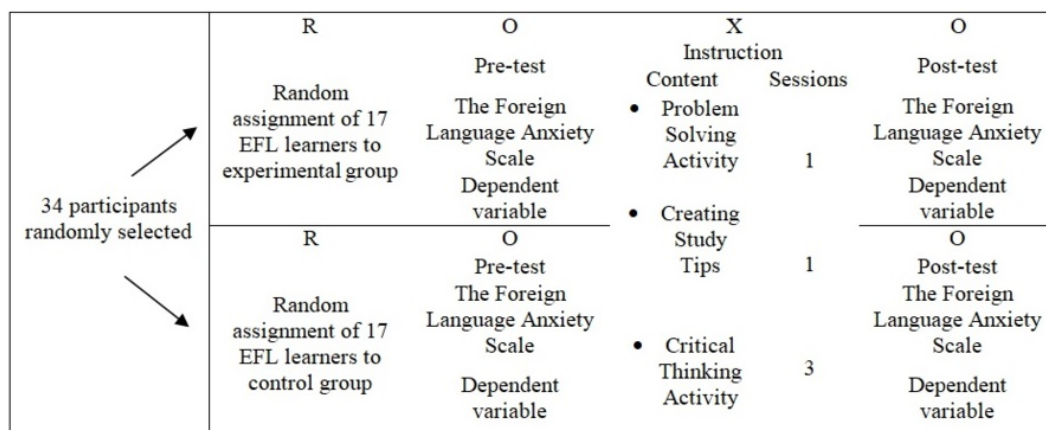 34 participants
randomly selected
R
Random
assignment of 17
EFL learners to
experimental group
O
Pre-test
The Foreign
Language Anxiety
Scale
Dependent
variable
R
Random
assignment of 17
EFL learners to
control group
O
Pre-test
The Foreign
Language Anxiety
Scale
Dependent
variable
X
Instruction
Content Sessions
• Problem
Solving
Activity 1
• Creating
Study
Tips 1
• Critical
Thinking 3
Activity
O
Post-test
The Foreign
Language Anxiety
Scale
Dependent
variable
O
Post-test
The Foreign
Language Anxiety
Scale
Dependent
variable